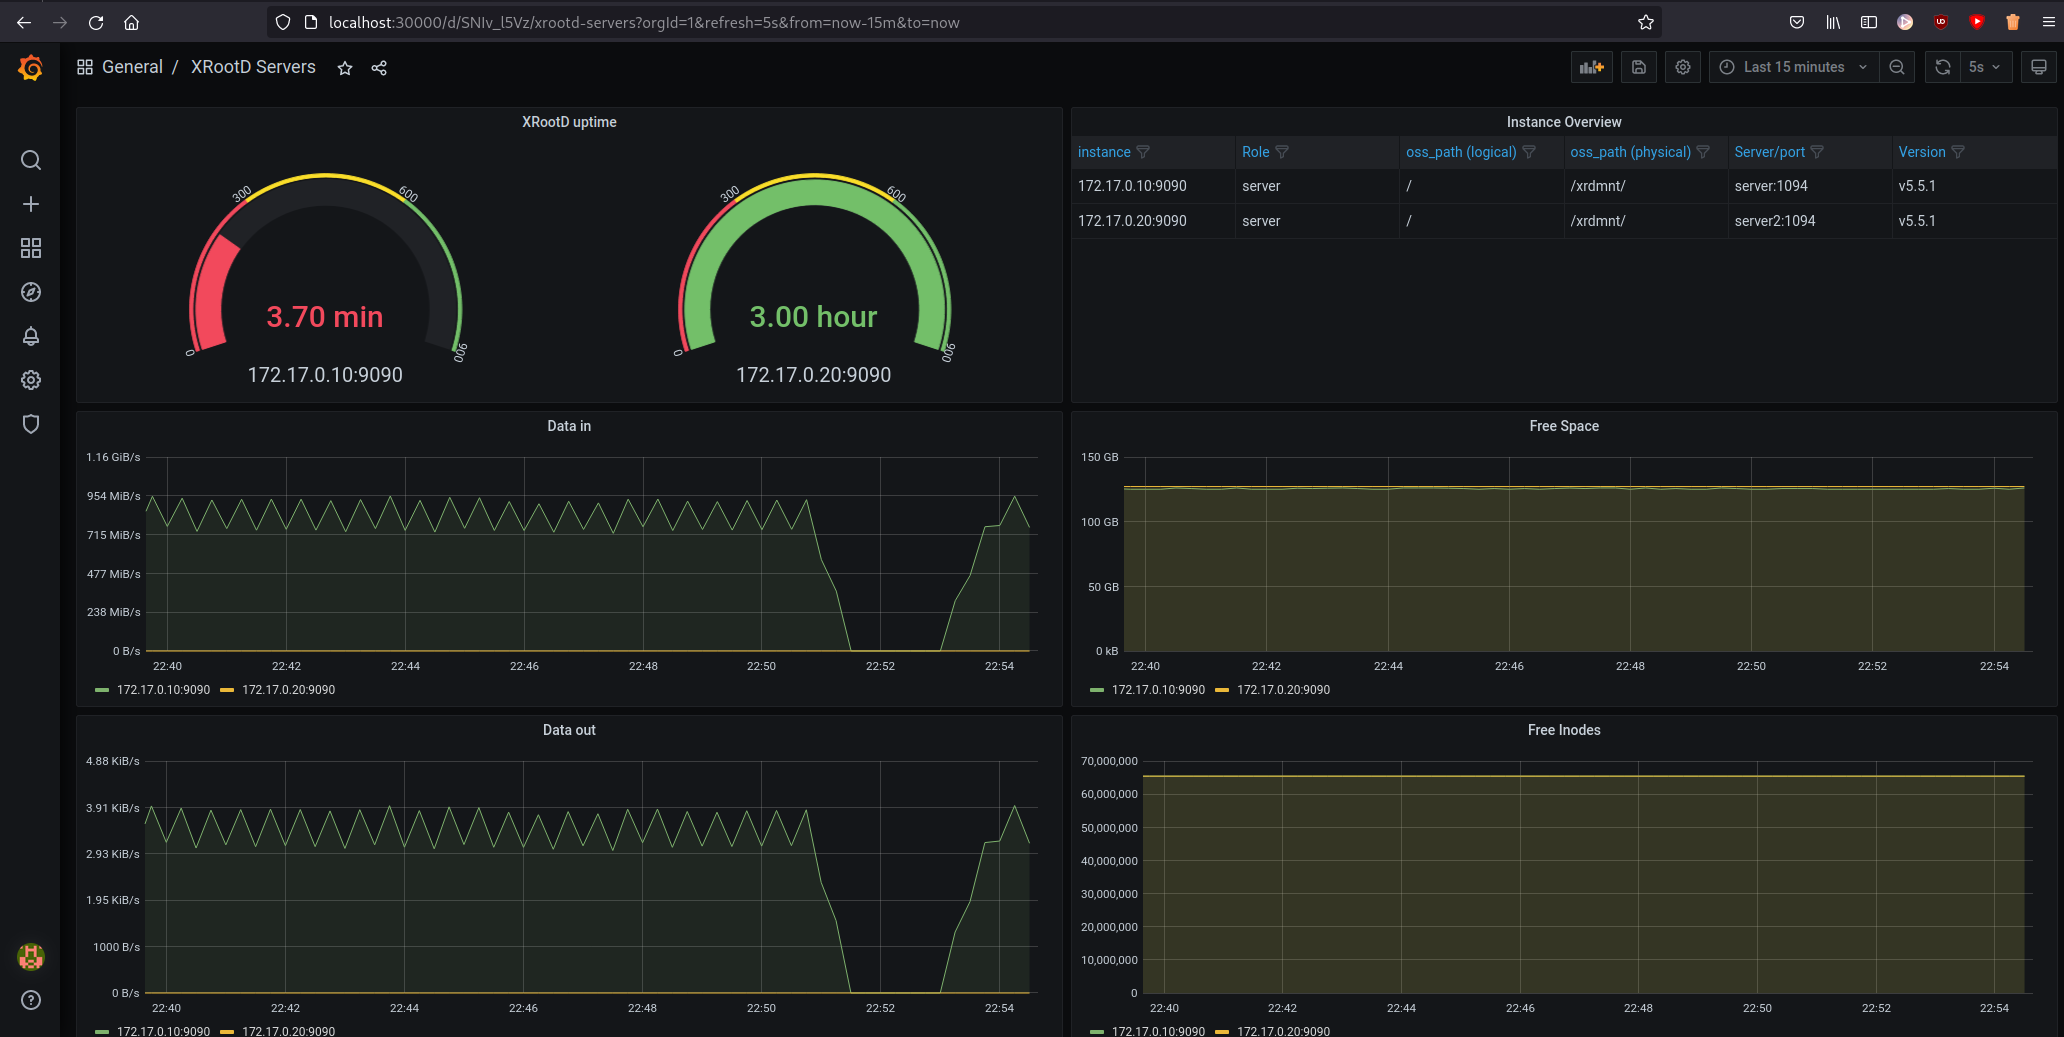 localhost:30000/d/SNIv_l5Vz/xrootd-servers?orgId=1&refresh=5s&from=now-15m&to=now
General / XRootD Servers
Last 15 minutes
5s
XRootD uptime
0
300
600
900
3.70 min
172.17.0.10:9090
0
300
600
900
3.00 hour
172.17.0.20:9090
Instance Overview
instance Role oss_path (logical) oss_path (physical) Server/port Version
172.17.0.10:9090 server / /xrdmnt/ server:1094 v5.5.1
172.17.0.20:9090 server / /xrdmnt/ server2:1094 v5.5.1
Data in
1.16 GiB/s
954 MiB/s
715 MiB/s
477 MiB/s
238 MiB/s
0 B/s
22:40 22:42 22:44 22:46 22:48 22:50 22:52 22:54
172.17.0.10:9090 172.17.0.20:9090
Free Space
150 GB
100 GB
50 GB
0 kB
22:40 22:42 22:44 22:46 22:48 22:50 22:52 22:54
172.17.0.10:9090 172.17.0.20:9090
Data out
4.88 KiB/s
3.91 KiB/s
2.93 KiB/s
1.95 KiB/s
1000 B/s
0 B/s
22:40 22:42 22:44 22:46 22:48 22:50 22:52 22:54
172.17.0.10:9090 172.17.0.20:9090
Free Inodes
70,000,000
60,000,000
50,000,000
40,000,000
30,000,000
20,000,000
10,000,000
0
22:40 22:42 22:44 22:46 22:48 22:50 22:52 22:54
172.17.0.10:9090 172.17.0.20:9090